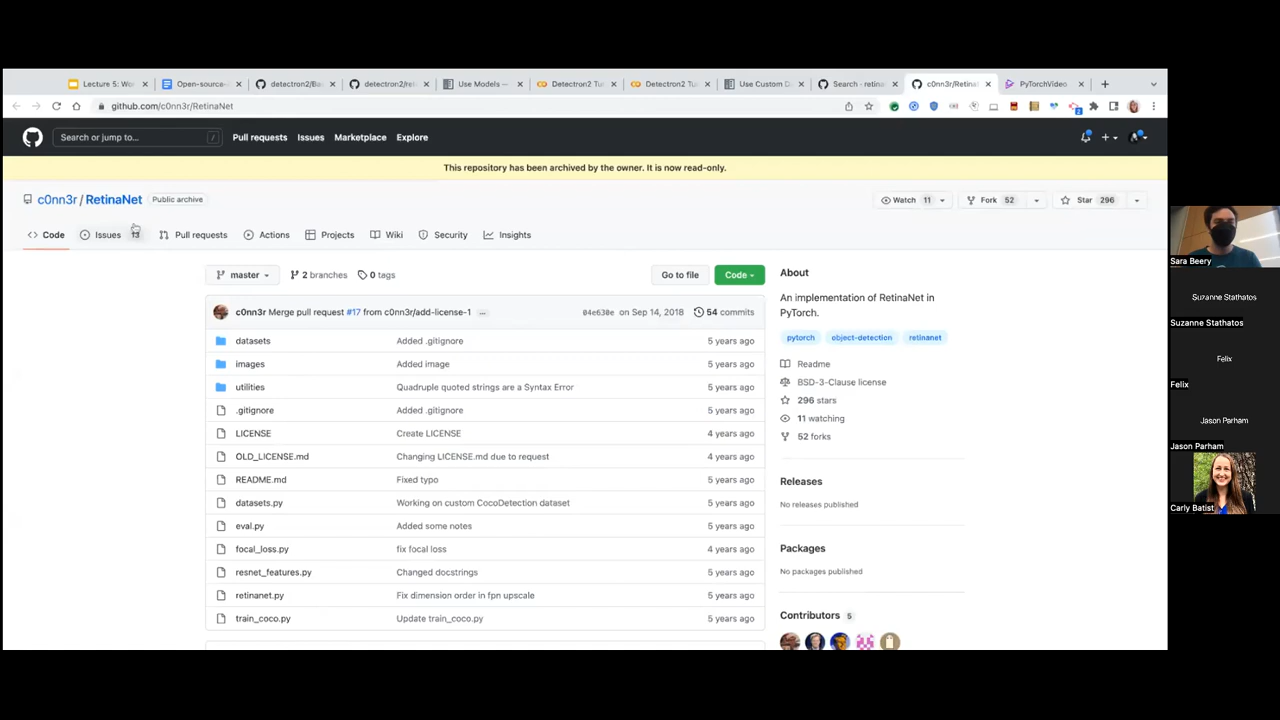 Lecture 5: Wo
Open-source-
detectron2/Ba
detectron2/ret
Use Models —
Detectron2 Tu
Detectron2 Tu
Use Custom D
Search · retina
c0nn3r/Retina
PyTorchVideo
github.com/c0nn3r/RetinaNet
Search or jump to...
/
Pull requests
Issues
Marketplace
Explore
This repository has been archived by the owner. It is now read-only.
c0nn3r / RetinaNet
Public archive
Watch 11
Fork 52
Star 296
Code
Issues 13
Pull requests
Actions
Projects
Wiki
Security
Insights
master
2 branches
0 tags
Go to file
Code
c0nn3r Merge pull request #17 from c0nn3r/add-license-1 ...
04e630e on Sep 14, 2018
54 commits
datasets Added .gitignore 5 years ago
images Added image 5 years ago
utilities Quadruple quoted strings are a Syntax Error 5 years ago
.gitignore Added .gitignore 5 years ago
LICENSE Create LICENSE 4 years ago
OLD_LICENSE.md Changing LICENSE.md due to request 4 years ago
README.md Fixed typo 5 years ago
datasets.py Working on custom CocoDetection dataset 5 years ago
eval.py Added some notes 5 years ago
focal_loss.py fix focal loss 4 years ago
resnet_features.py Changed docstrings 5 years ago
retinanet.py Fix dimension order in fpn upscale 5 years ago
train_coco.py Update train_coco.py 5 years ago
About
An implementation of RetinaNet in
PyTorch.
pytorch object-detection retinanet
Readme
BSD-3-Clause license
296 stars
11 watching
52 forks
Releases
No releases published
Packages
No packages published
Contributors 5
Sara Beery
Suzanne Stathatos
Suzanne Stathatos
Felix
Felix
Jason Parham
Jason Parham
Carly Batist